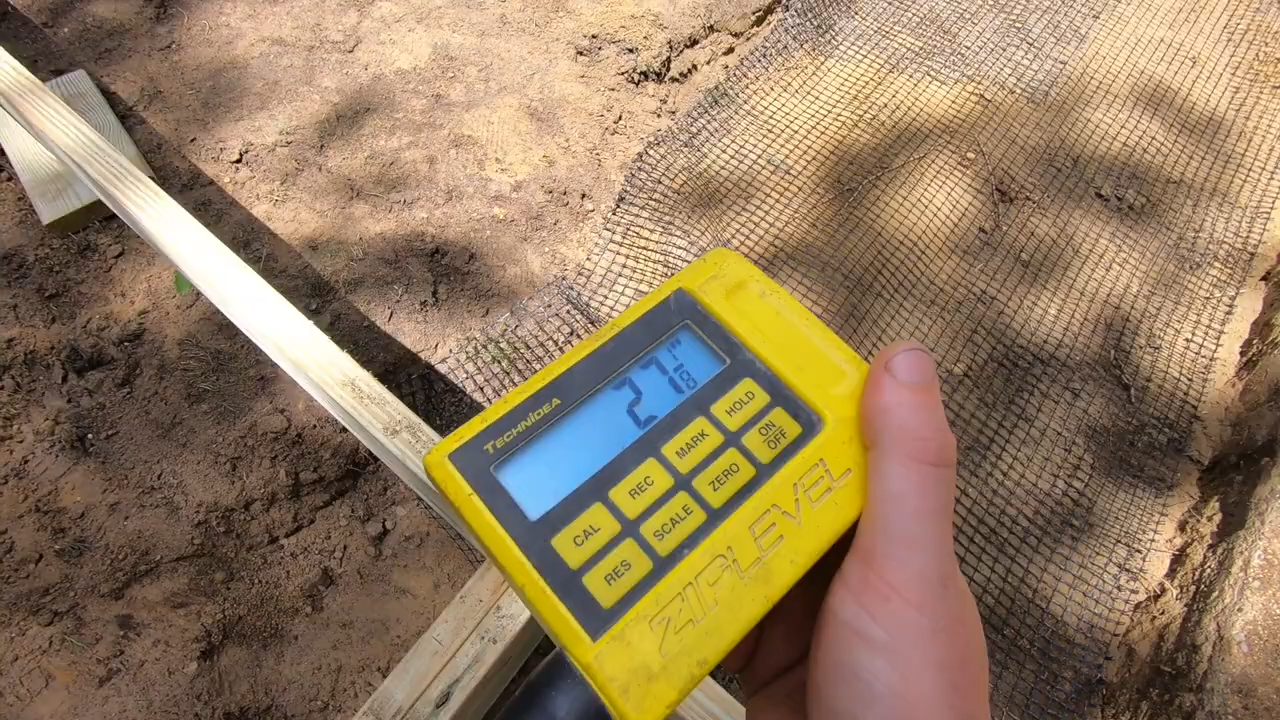 TECHNIDEA
27 1/8"
CAL REC MARK HOLD
RES SCALE ZERO ON OFF
ZIPLEVEL